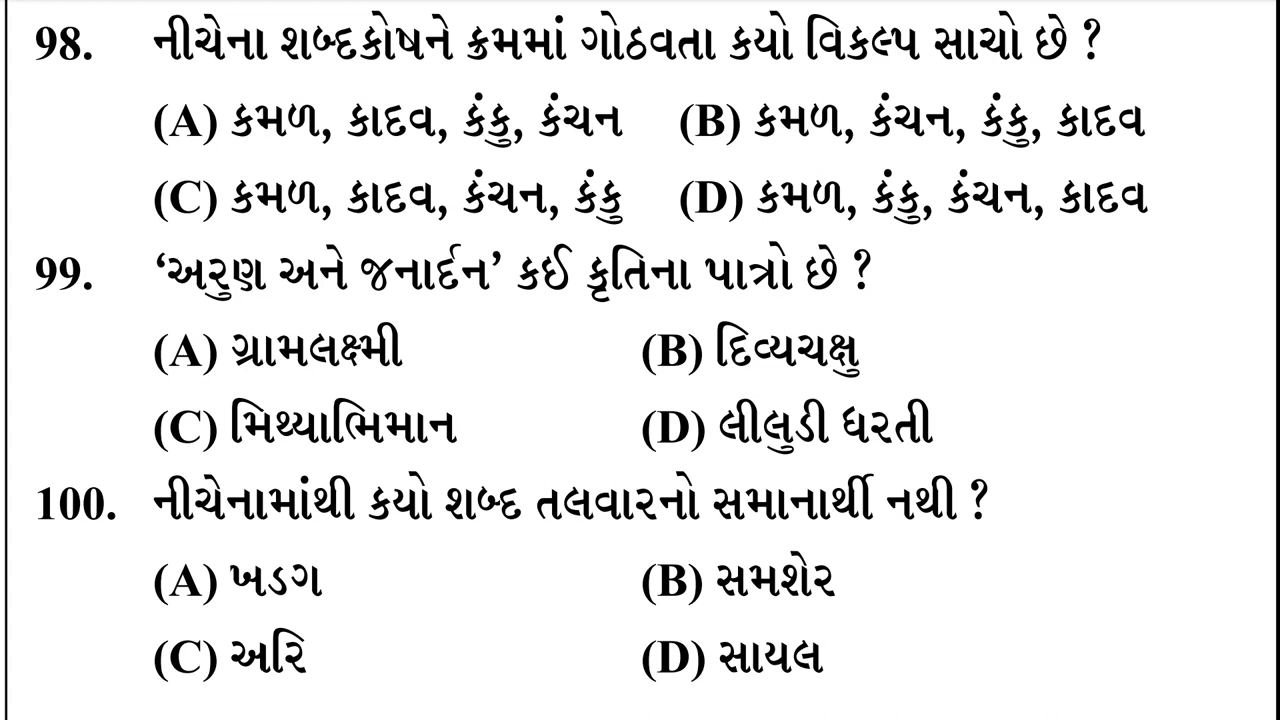 98. નીચેના શબ્દકોષને ક્રમમાં ગોઠવતા કયો વિકલ્પ સાચો છે ?
(A) કમળ, કાદવ, કંકુ, કંચન (B) કમળ, કંચન, કંકુ, કાદવ
(C) કમળ, કાદવ, કંચન, કંકુ (D) કમળ, કંકુ, કંચન, કાદવ
99. ‘અરુણ અને જનાર્દન’ કઈ કૃતિના પાત્રો છે ?
(A) ગ્રામલક્ષ્મી (B) દિવ્યચક્ષુ
(C) મિથ્યાભિમાન (D) લીલુડી ધરતી
100. નીચેનામાંથી કયો શબ્દ તલવારનો સમાનાર્થી નથી ?
(A) ખડગ (B) સમશેર
(C) અરિ (D) સાયલ